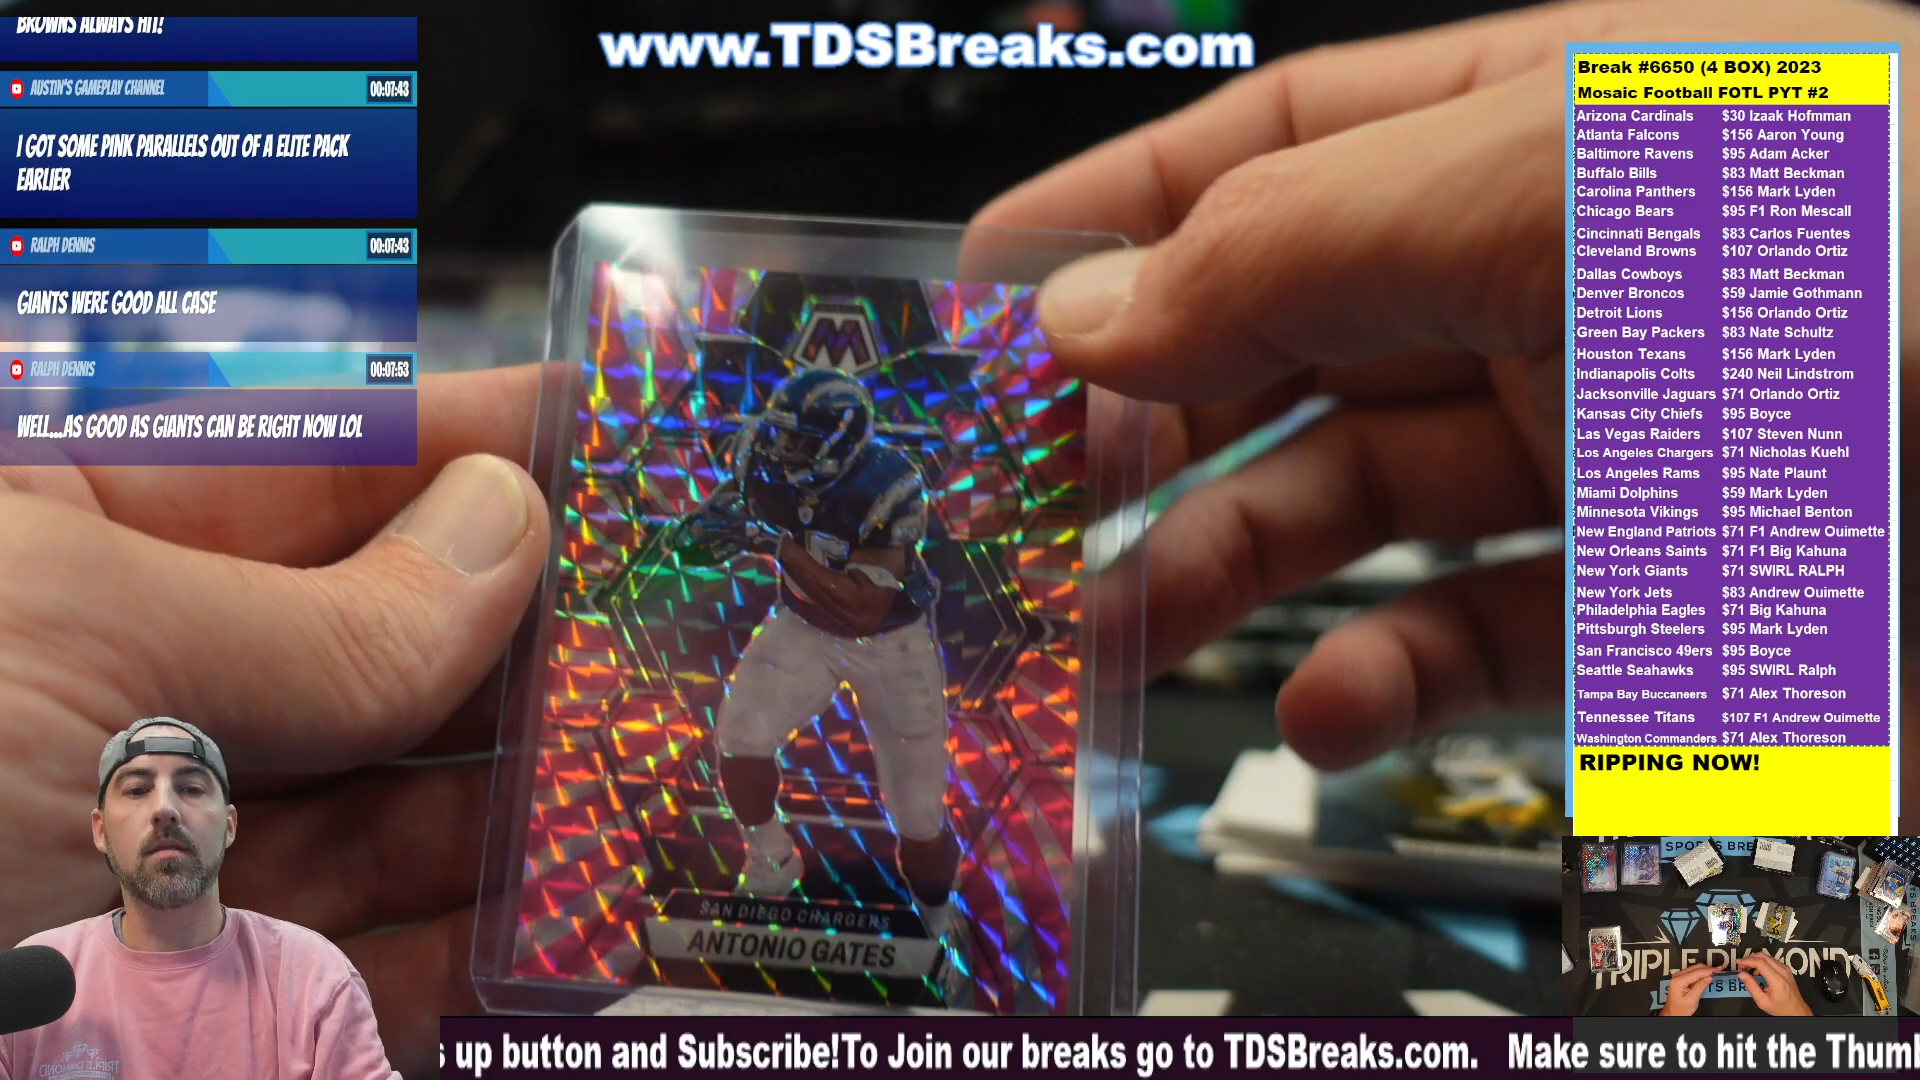 BROWNS ALWAYS HIT!
AUSTIN'S GAMEPLAY CHANNEL 00:07:43
I GOT SOME PINK PARALLELS OUT OF A ELITE PACK
EARLIER
RALPH DENNIS 00:07:43
GIANTS WERE GOOD ALL CASE
RALPH DENNIS 00:07:53
WELL...AS GOOD AS GIANTS CAN BE RIGHT NOW LOL
www.TDSBreaks.com
SAN DIEGO CHARGERS
ANTONIO GATES
Break #6650 (4 BOX) 2023
Mosaic Football FOTL PYT #2
Arizona Cardinals $30 Izaak Hofmman
Atlanta Falcons $156 Aaron Young
Baltimore Ravens $95 Adam Acker
Buffalo Bills $83 Matt Beckman
Carolina Panthers $156 Mark Lyden
Chicago Bears $95 F1 Ron Mescall
Cincinnati Bengals $83 Carlos Fuentes
Cleveland Browns $107 Orlando Ortiz
Dallas Cowboys $83 Matt Beckman
Denver Broncos $59 Jamie Gothmann
Detroit Lions $156 Orlando Ortiz
Green Bay Packers $83 Nate Schultz
Houston Texans $156 Mark Lyden
Indianapolis Colts $240 Neil Lindstrom
Jacksonville Jaguars $71 Orlando Ortiz
Kansas City Chiefs $95 Boyce
Las Vegas Raiders $107 Steven Nunn
Los Angeles Chargers $71 Nicholas Kuehl
Los Angeles Rams $95 Nate Plaunt
Miami Dolphins $59 Mark Lyden
Minnesota Vikings $95 Michael Benton
New England Patriots $71 F1 Andrew Ouimette
New Orleans Saints $71 F1 Big Kahuna
New York Giants $71 SWIRL RALPH
New York Jets $83 Andrew Ouimette
Philadelphia Eagles $71 Big Kahuna
Pittsburgh Steelers $95 Mark Lyden
San Francisco 49ers $95 Boyce
Seattle Seahawks $95 SWIRL Ralph
Tampa Bay Buccaneers $71 Alex Thoreson
Tennessee Titans $107 F1 Andrew Ouimette
Washington Commanders $71 Alex Thoreson
RIPPING NOW!
SPORTS BRE
TRIPLE DIAMOND
s up button and Subscribe!To Join our breaks go to TDSBreaks.com. Make sure to hit the Thumb